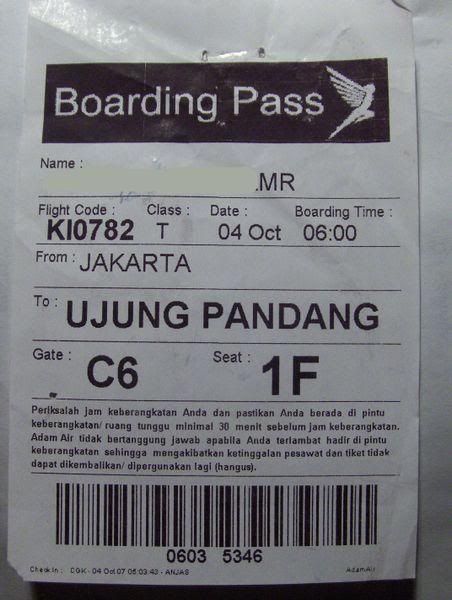 Boarding Pass
Name :
.MR
Flight Code : Class : Date : Boarding Time :
KI0782 T 04 Oct 06:00
From : JAKARTA
To : UJUNG PANDANG
Gate : Seat :
C6 1F
Periksalah jam keberangkatan Anda dan pastikan Anda berada di pintu
keberangkatan/ ruang tunggu minimal 30 menit sebelum jam keberangkatan.
Adam Air tidak bertanggung jawab apabila Anda terlambat hadir di pintu
keberangkatan sehingga mengakibatkan ketinggalan pesawat dan tiket tidak
dapat dikembalikan/ dipergunakan lagi (hangus).
0603 5346
Check In : CGK - 04 Oct 07 05:03:43 - ANJAS AdamAir